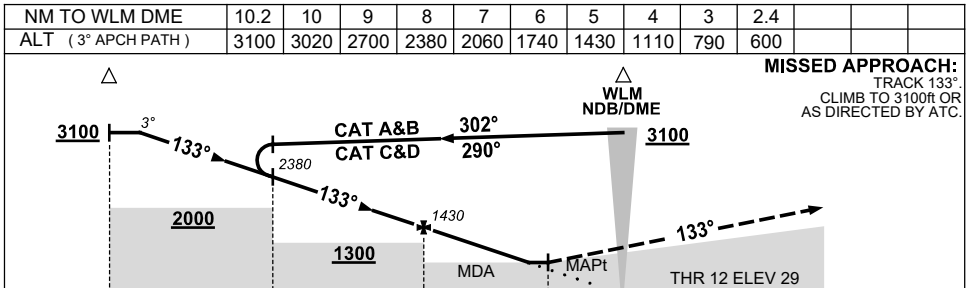 NM TO WLM DME 10.2 10 9 8 7 6 5 4 3 2.4
ALT ( 3° APCH PATH ) 3100 3020 2700 2380 2060 1740 1430 1110 790 600
MISSED APPROACH:
TRACK 133°.
CLIMB TO 3100ft OR
AS DIRECTED BY ATC.
WLM
NDB/DME
3100
3°
133°
CAT A&B 302°
CAT C&D 290°
3100
2380
133°
1430
2000
1300
133°
MDA
MAPt
THR 12 ELEV 29